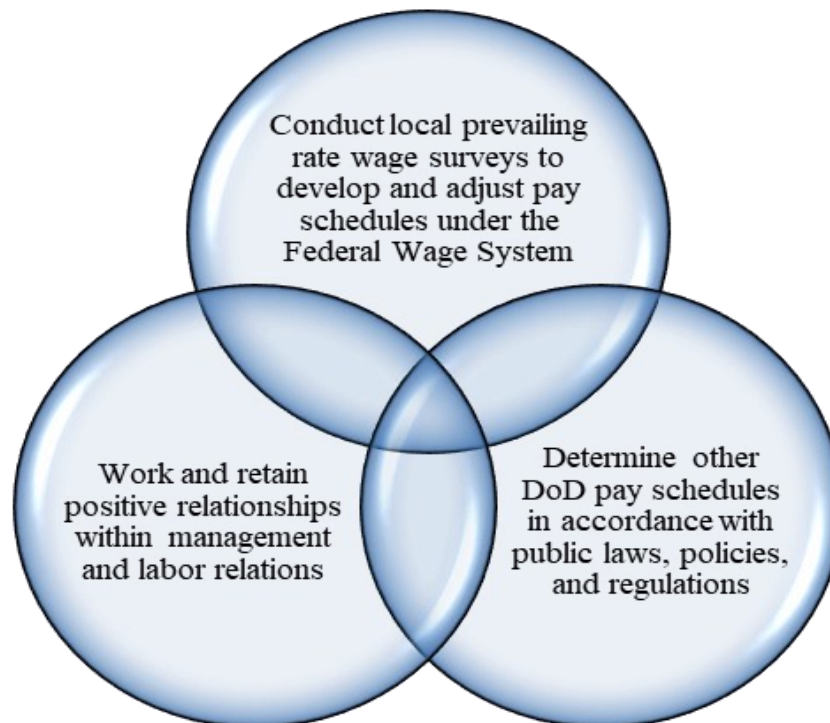 Conduct local prevailing
rate wage surveys to
develop and adjust pay
schedules under the
Federal Wage System
Work and retain
positive relationships
within management
and labor relations
Determine other
DoD pay schedules
in accordance with
public laws, policies,
and regulations